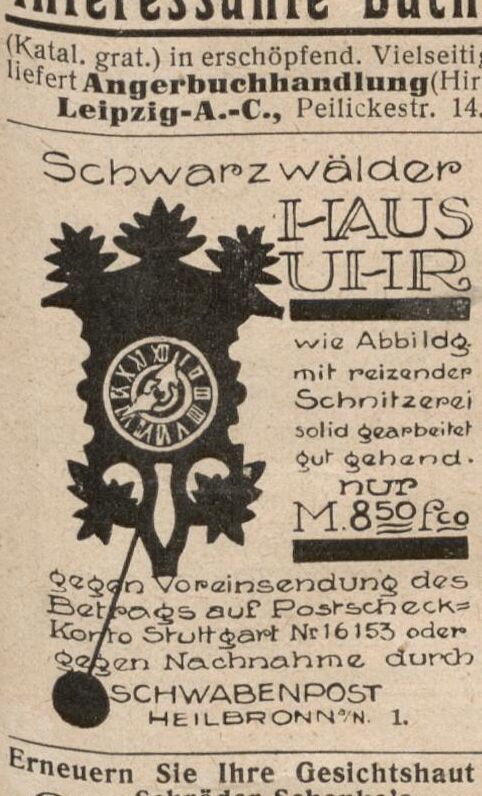 (Katal. grat.) in erschöpfend. Vielseitig
liefert Angerbuchhandlung (Hir
Leipzig-A.-C., Peilickestr. 14.
Schwarzwälder
HAUS
UHR
wie Abbildg.
mit reizender
Schnitzerei
solid gearbeitet
gut gehend.
nur
M. 8 50 fco
gegen Voreinsendung des
Betrags auf Postscheck=
Konto Stuttgart Nr 16153 oder
gegen Nachnahme durch
SCHWABENPOST
HEILBRONN a/N. 1.
Erneuern Sie Ihre Gesichtshaut